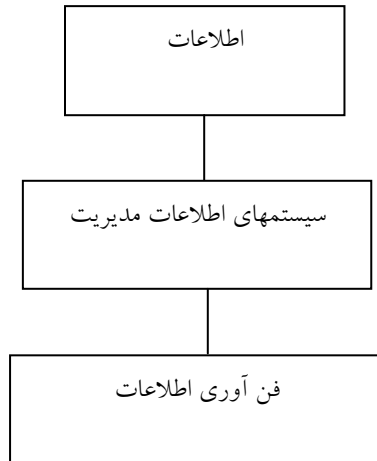 اطلاعات
سیستمهای اطلاعات مدیریت
فن آوری اطلاعات